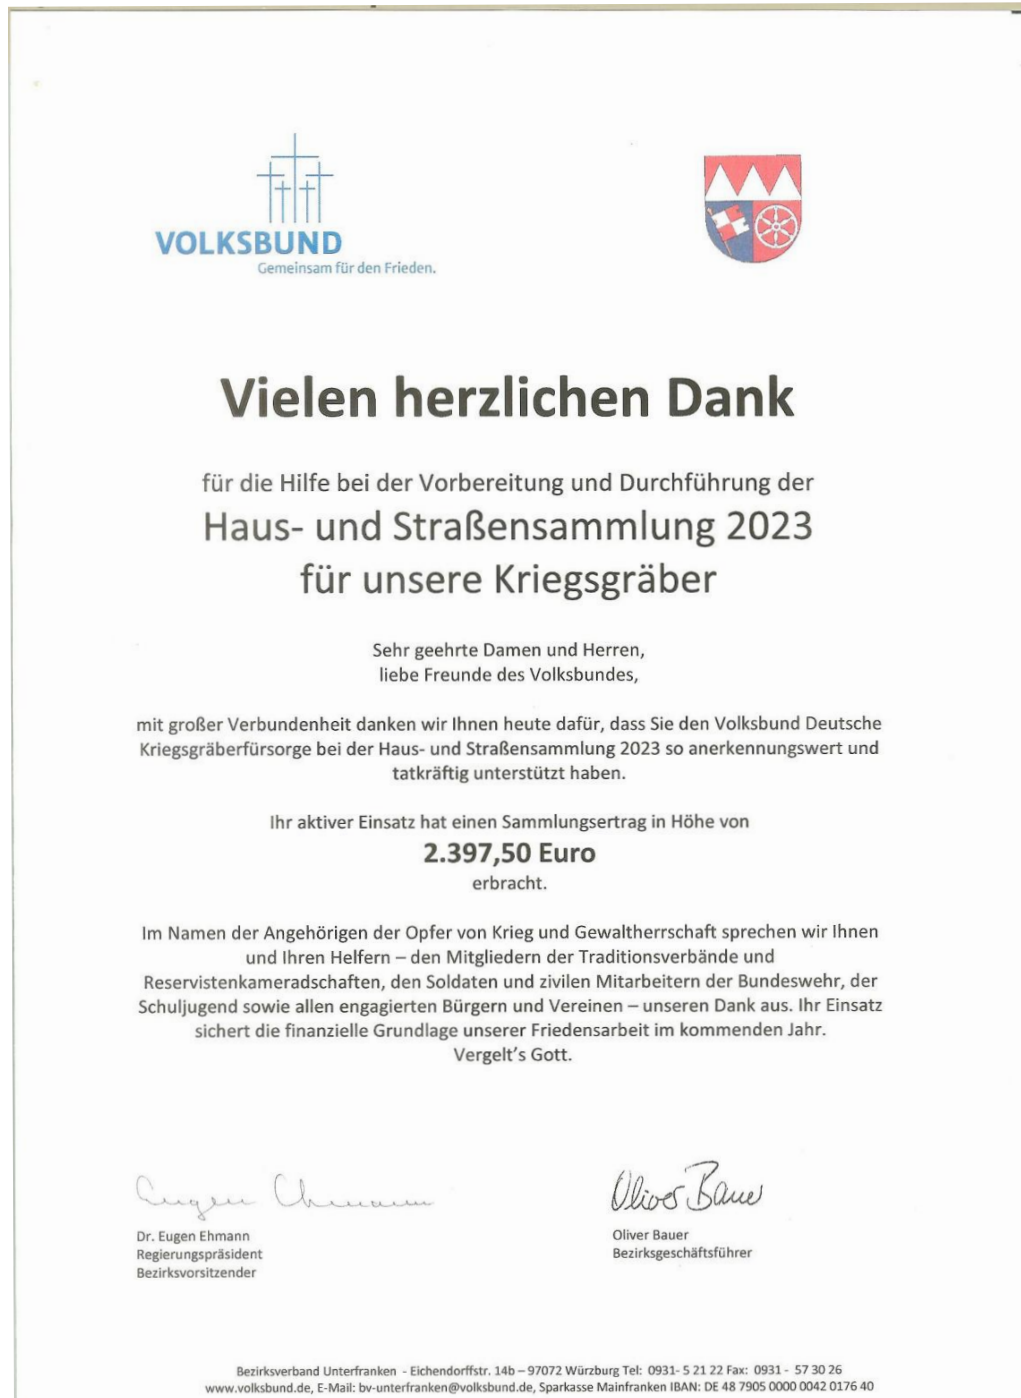 VOLKSBUND
Gemeinsam für den Frieden.
Vielen herzlichen Dank
für die Hilfe bei der Vorbereitung und Durchführung der
Haus- und Straßensammlung 2023
für unsere Kriegsgräber
Sehr geehrte Damen und Herren,
liebe Freunde des Volksbundes,
mit großer Verbundenheit danken wir Ihnen heute dafür, dass Sie den Volksbund Deutsche
Kriegsgräberfürsorge bei der Haus- und Straßensammlung 2023 so anerkennungswert und
tatkräftig unterstützt haben.
Ihr aktiver Einsatz hat einen Sammlungsertrag in Höhe von
2.397,50 Euro
erbracht.
Im Namen der Angehörigen der Opfer von Krieg und Gewaltherrschaft sprechen wir Ihnen
und Ihren Helfern – den Mitgliedern der Traditionsverbände und
Reservistenkameradschaften, den Soldaten und zivilen Mitarbeitern der Bundeswehr, der
Schuljugend sowie allen engagierten Bürgern und Vereinen – unseren Dank aus. Ihr Einsatz
sichert die finanzielle Grundlage unserer Friedensarbeit im kommenden Jahr.
Vergelt's Gott.
Eugen Ehmann
Oliver Bauer
Dr. Eugen Ehmann
Regierungspräsident
Bezirksvorsitzender
Oliver Bauer
Bezirksgeschäftsführer
Bezirksverband Unterfranken - Eichendorffstr. 14b – 97072 Würzburg Tel: 0931- 5 21 22 Fax: 0931 - 57 30 26
www.volksbund.de, E-Mail: bv-unterfranken@volksbund.de, Sparkasse Mainfranken IBAN: DE 48 7905 0000 0042 0176 40